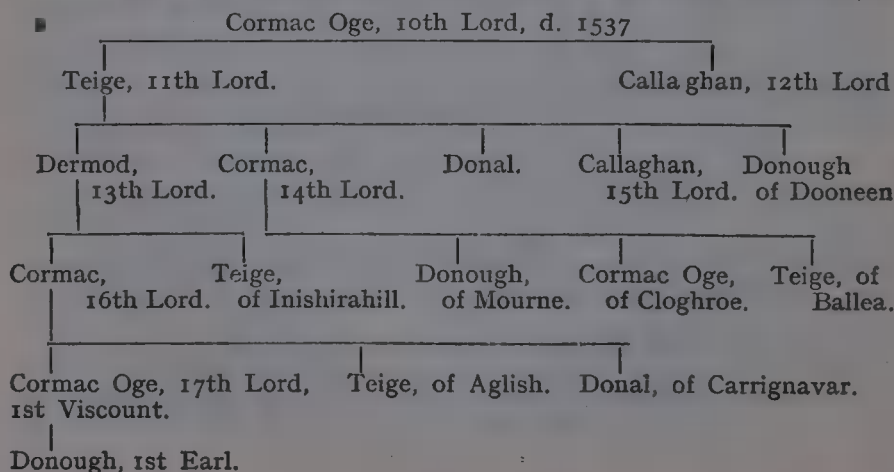 Cormac Oge, 10th Lord, d. 1537
Teige, 11th Lord. Callaghan, 12th Lord
Dermod, Cormac, Donal. Callaghan, Donough
13th Lord. 14th Lord. 15th Lord. of Dooneen
Cormac, Teige, Donough, Cormac Oge, Teige, of
16th Lord. of Inishirahill. of Mourne. of Cloghroe. Ballea.
Cormac Oge, 17th Lord, Teige, of Aglish. Donal, of Carrignavar.
1st Viscount.
Donough, 1st Earl.